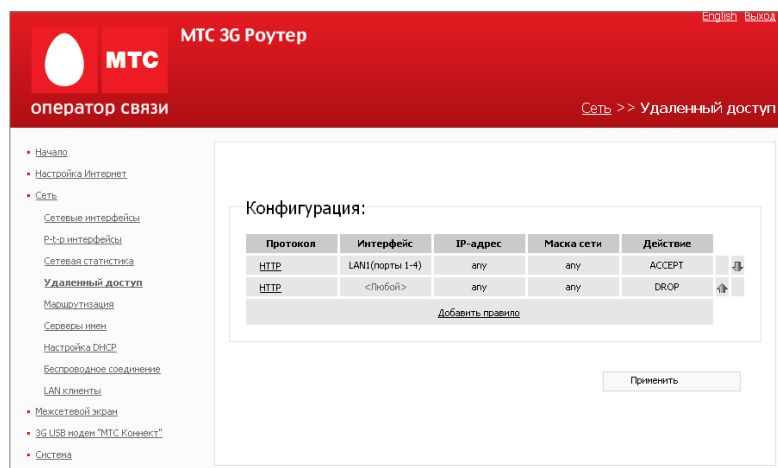 English Выход
МТС 3G Роутер
МТС
оператор связи
Сеть >> Удаленный доступ
Начало
Настройка Интернет
Сеть
Сетевые интерфейсы
P-t-p интерфейсы
Сетевая статистика
Удаленный доступ
Маршрутизация
Серверы имен
Настройка DHCP
Беспроводное соединение
LAN клиенты
Межсетевой экран
3G USB модем "МТС Коннект"
Система
Конфигурация:
Протокол Интерфейс IP-адрес Маска сети Действие
HTTP LAN1(порты 1-4) any any ACCEPT
HTTP <Любой> any any DROP
Добавить правило
Применить